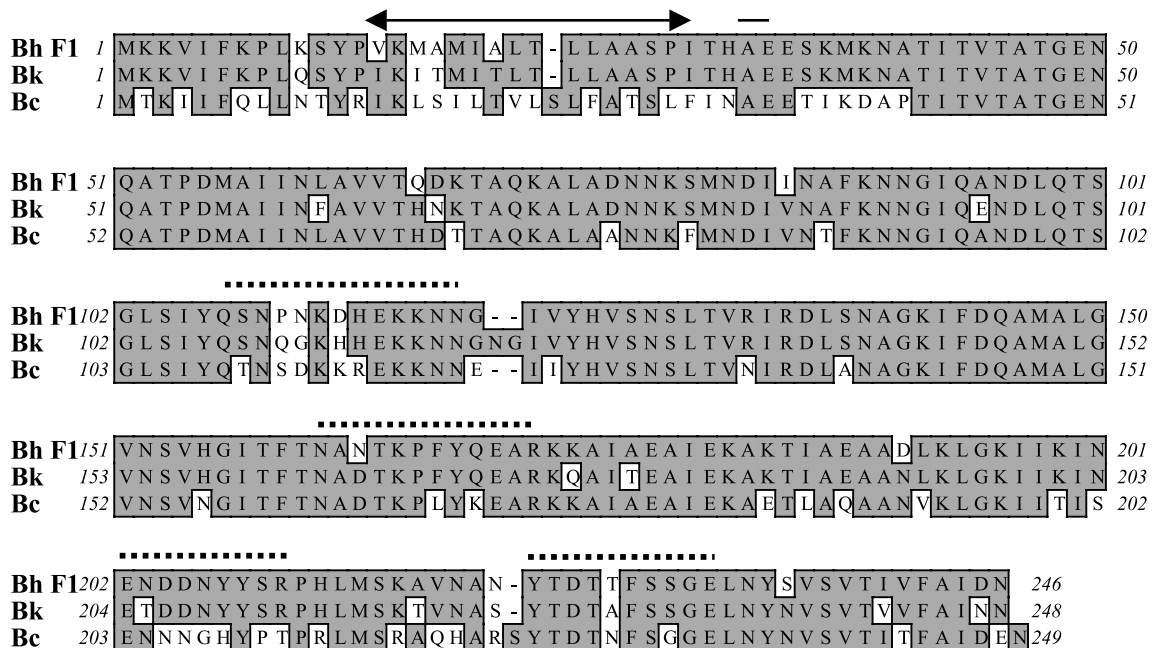 Bh F1 1 MKKVIFKPLKSYPVKMAMIALT-LLAASPITHAEESKMKNATITVTATGEN 50
Bk 1 MKKVIFKPLQSYPIKITMITLT-LLAASPITHAEESKMKNATITVTATGEN 50
Bc 1 MTKIIFQLLNTYRIKLSILTVLSLFATSLFINAEETIKDAPTITVTATGEN 51
Bh F1 51 QATPDMAIINLAVVTQDKTAQKALADNNKSMNDIINAFKNNGIQANDLQTS 101
Bk 51 QATPDMAIINFAVVTHNKTAQKALADNNKSMNDIVNAFKNNGIQENDLQTS 101
Bc 52 QATPDMAIINLAVVTHDTTAQKALAANNKFMNDIVNTFKNNGIQANDLQTS 102
Bh F1 102 GLSIYQSNPNKDHEKKNNG--IVYHVSNSLTVRIRDLSNAGKIFDQAMALG 150
Bk 102 GLSIYQSNQGKHHEKKNNGNGIVYHVSNSLTVRIRDLSNAGKIFDQAMALG 152
Bc 103 GLSIYQTNSDKKREKKNNE--IIYHVSNSLTVNIRDLANAGKIFDQAMALG 151
Bh F1 151 VNSVHGITFTNANTKPFYQEARKKAIAEAIEKAKTIAEAADLKLGKIIKIN 201
Bk 153 VNSVHGITFTNADTKPFYQEARKQAITEAIEKAKTIAEAANLKLGKIIKIN 203
Bc 152 VNSVNGITFTNADTKPLYKEARKKAIAEAIEKAETLAQAANVKLGKIITIS 202
Bh F1 202 ENDDNYYSRPHLMSKAVNAN-YTDTTFSSGELNYSVSVTIVFAIDN 246
Bk 204 ETDDNYYSRPHLMSKTVNAS-YTDTAFSSGELNYNVSVTVVFAINN 248
Bc 203 ENNNGHYPTPRLMSRAQHARSYTDTNFSGGELNYNVSVTITFAIDEN 249